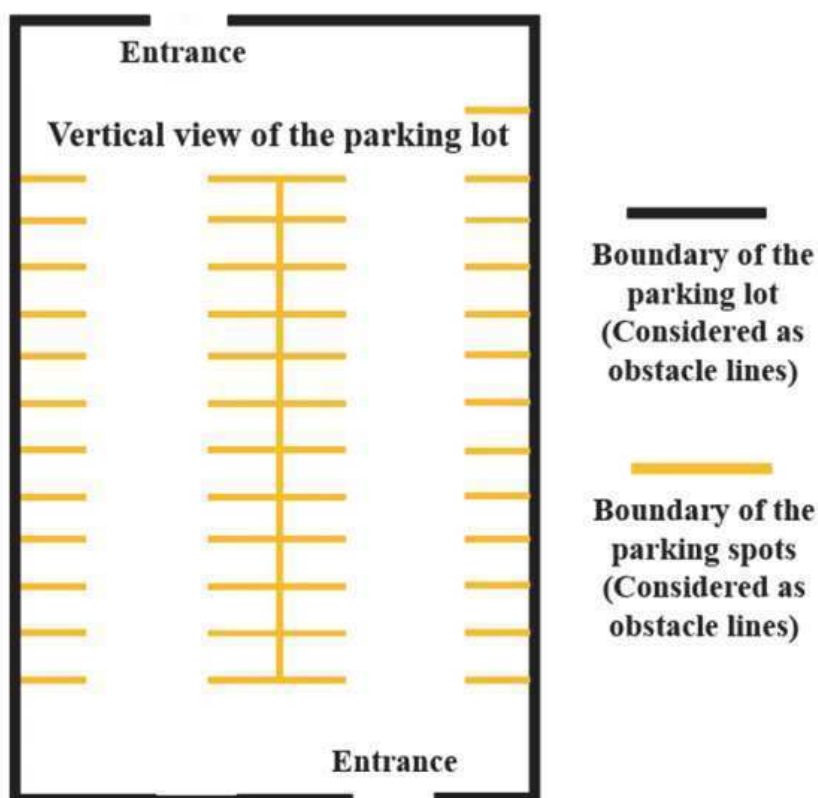 Entrance
Vertical view of the parking lot
Boundary of the
parking lot
(Considered as
obstacle lines)
Boundary of the
parking spots
(Considered as
obstacle lines)
Entrance